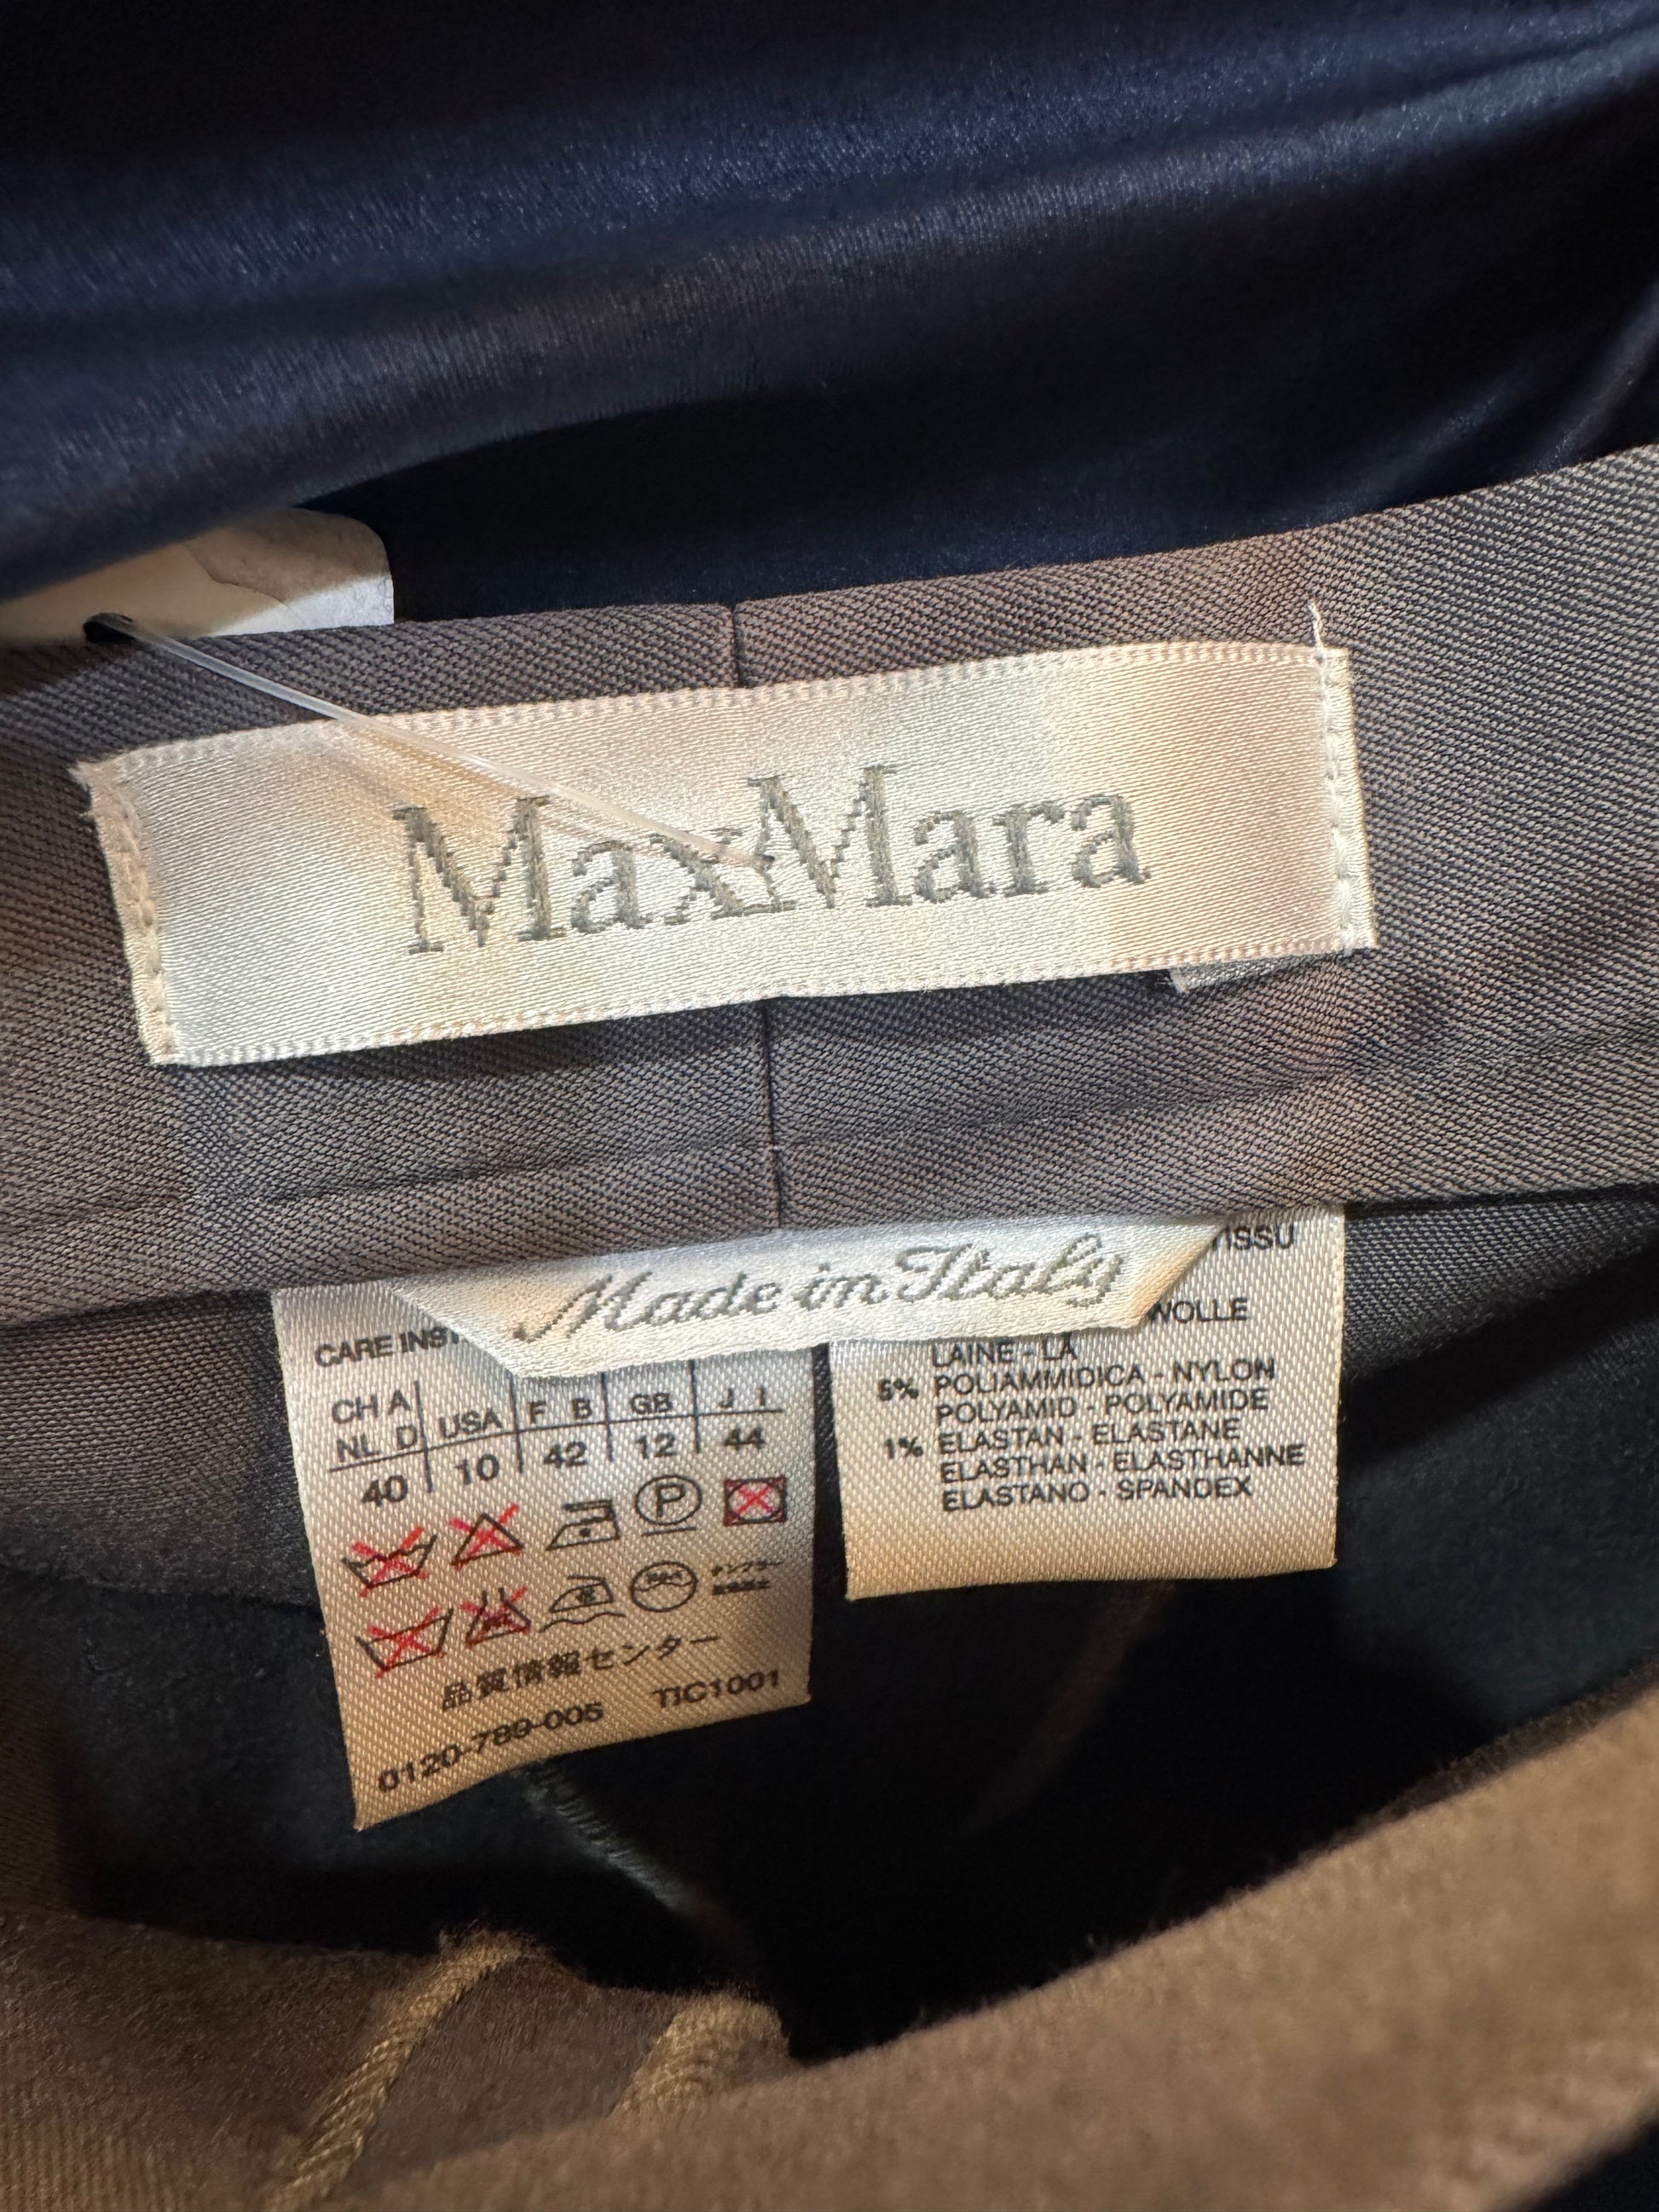 MaxMara
Made in Italy
CARE INST
CH A USA F B GB J I
NL D
40 10 42 12 44
P
品質情報センター
0120-789-005 TIC1001
TISSU
WOLLE
LAINE - LA
5% POLIAMMIDICA - NYLON
POLYAMID - POLYAMIDE
1% ELASTAN - ELASTANE
ELASTHAN - ELASTHANNE
ELASTANO - SPANDEX